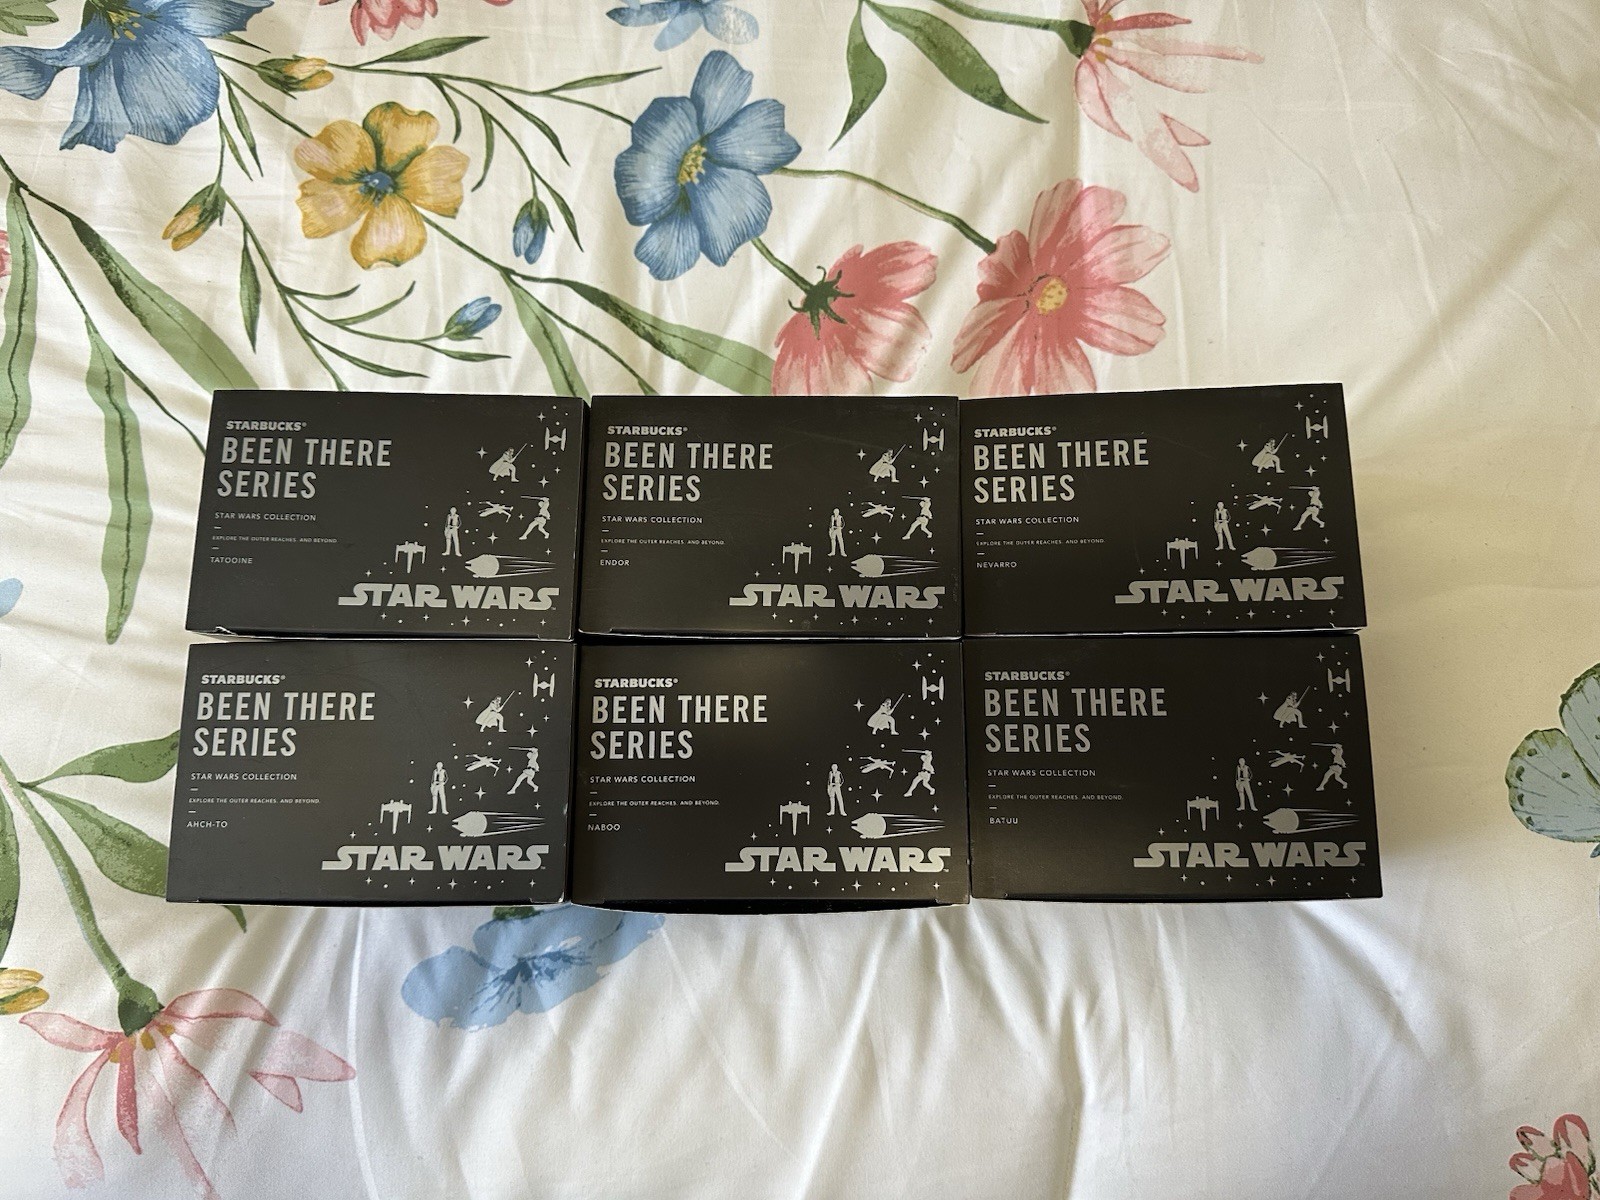 STARBUCKS®
BEEN THERE
SERIES
STAR WARS COLLECTION
EXPLORE THE OUTER REACHES. AND BEYOND.
TATOOINE
STAR WARS
STARBUCKS®
BEEN THERE
SERIES
STAR WARS COLLECTION
EXPLORE THE OUTER REACHES. AND BEYOND.
ENDOR
STAR WARS
STARBUCKS®
BEEN THERE
SERIES
STAR WARS COLLECTION
EXPLORE THE OUTER REACHES. AND BEYOND.
NEVARRO
STAR WARS
STARBUCKS®
BEEN THERE
SERIES
STAR WARS COLLECTION
EXPLORE THE OUTER REACHES. AND BEYOND.
AHCH-TO
STAR WARS
STARBUCKS®
BEEN THERE
SERIES
STAR WARS COLLECTION
EXPLORE THE OUTER REACHES. AND BEYOND.
NABOO
STAR WARS
STARBUCKS®
BEEN THERE
SERIES
STAR WARS COLLECTION
EXPLORE THE OUTER REACHES. AND BEYOND.
BATUU
STAR WARS